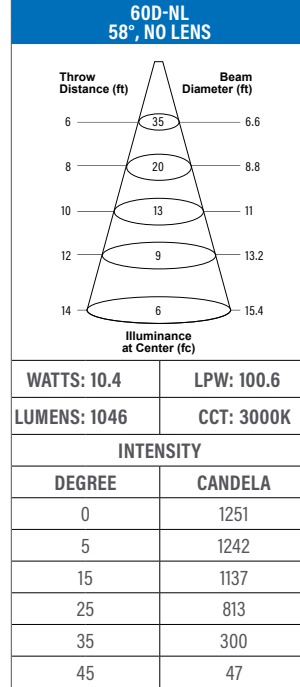 60D-NL
58°, NO LENS
Throw Beam
Distance (ft) Diameter (ft)
6 35 6.6
8 20 8.8
10 13 11
12 9 13.2
14 6 15.4
Illuminance
at Center (fc)
WATTS: 10.4 LPW: 100.6
LUMENS: 1046 CCT: 3000K
INTENSITY
DEGREE CANDELA
0 1251
5 1242
15 1137
25 813
35 300
45 47